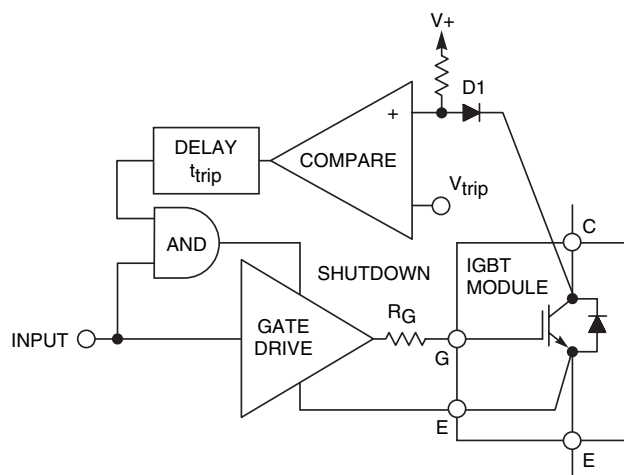 V+
D1
+
DELAY
t_trip
COMPARE
V_trip
C
AND
SHUTDOWN
IGBT
MODULE
R_G
GATE
DRIVE
INPUT
G
E
E